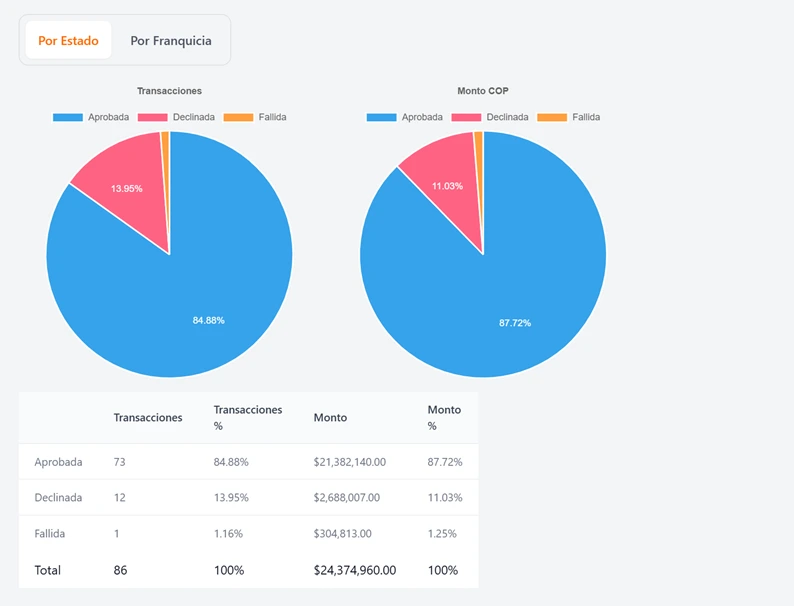 Por Estado Por Franquicia
Transacciones
Aprobada Declinada Fallida
13.95%
84.88%
Monto COP
Aprobada Declinada Fallida
11.03%
87.72%
Transacciones Transacciones % Monto Monto %
Aprobada 73 84.88% $21,382,140.00 87.72%
Declinada 12 13.95% $2,688,007.00 11.03%
Fallida 1 1.16% $304,813.00 1.25%
Total 86 100% $24,374,960.00 100%